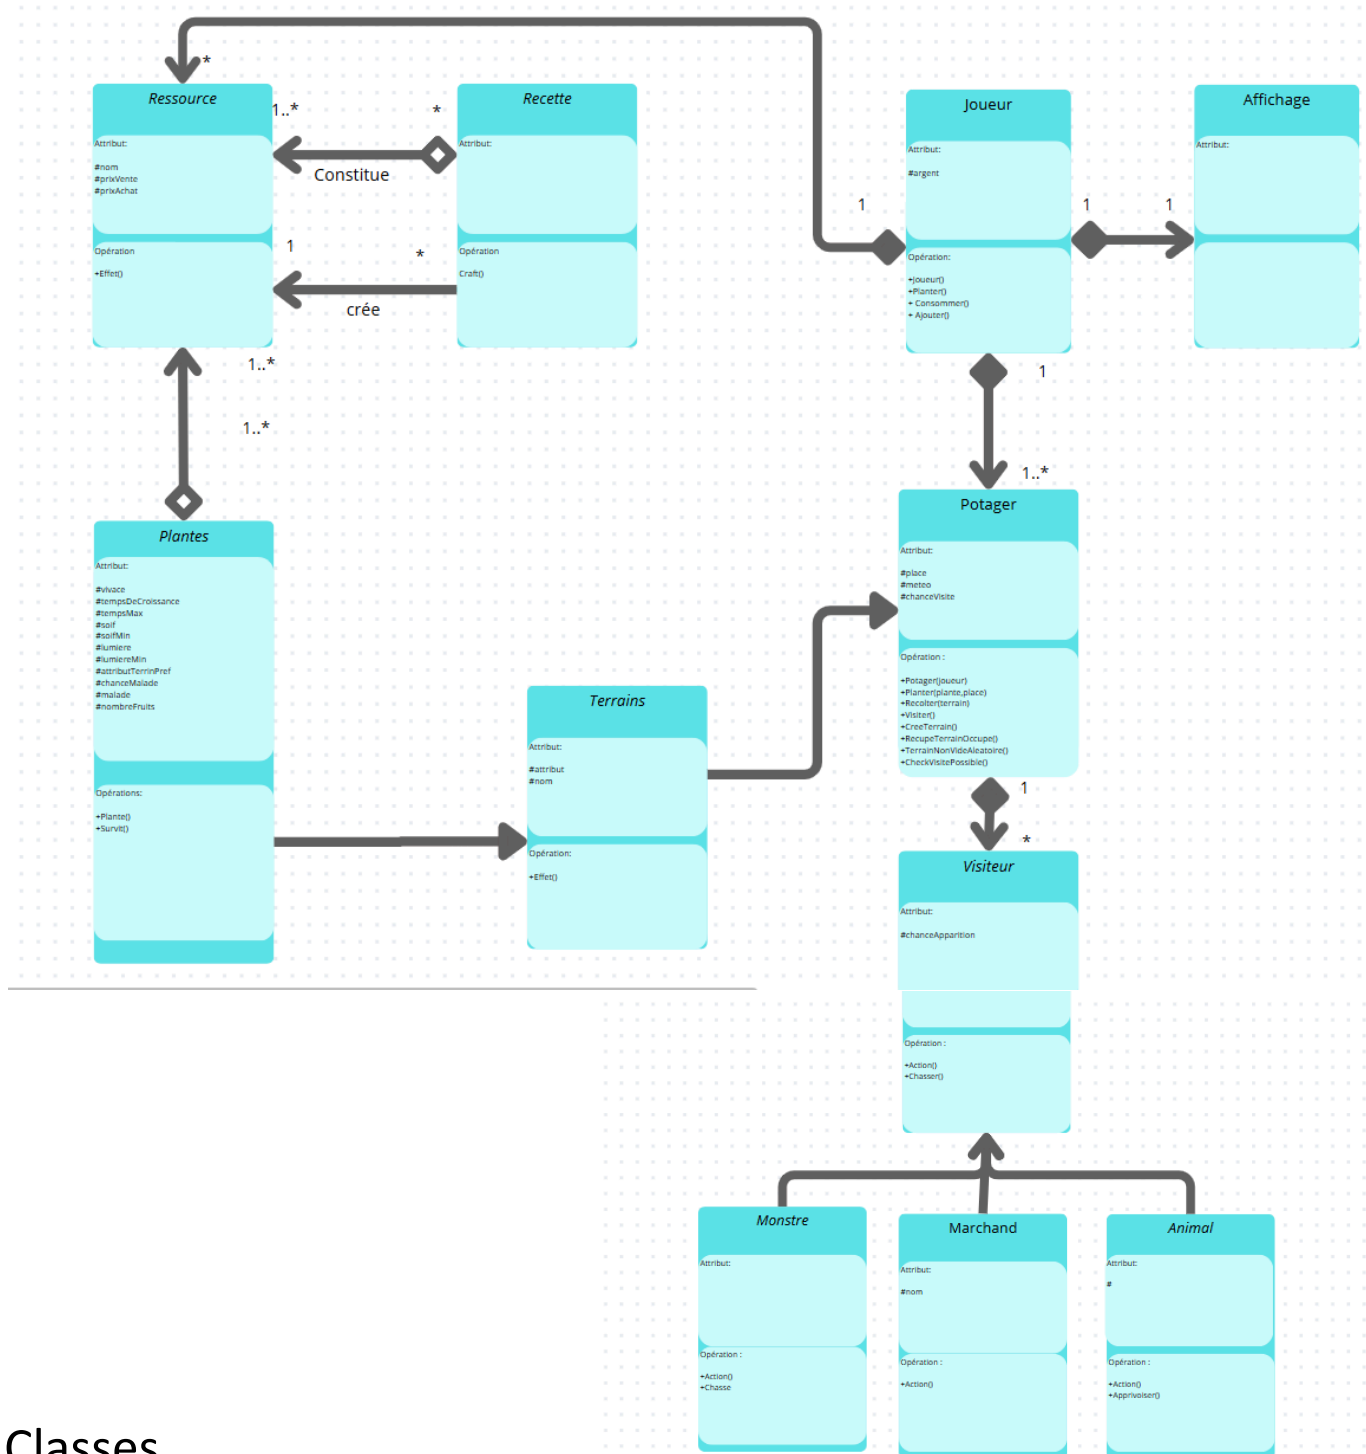 *
Ressource
Attribut:
#nom
#prixVente
#prixAchat
Opération
+Effet()
1..*
*
Constitue
1
*
crée
Recette
Attribut:
Opération
Craft()
Joueur
Attribut:
#argent
Opération:
+Joueur()
+Planter()
+ Consommer()
+ Ajouter()
1
1
1
Affichage
Attribut:
1
1..*
1..*
1..*
Plantes
Attribut:
#vivace
#tempsDeCroissance
#tempsMax
#soif
#soifMin
#lumiere
#lumiereMin
#attributTerrinPref
#chanceMalade
#malade
#nombreFruits
Opérations:
+Plante()
+Survit()
Terrains
Attribut:
#attribut
#nom
Opération:
+Effet()
Potager
Attribut:
#place
#meteo
#chanceVisite
Opération :
+Potager(joueur)
+Planter(plante,place)
+Recolter(terrain)
+Visiter()
+CreeTerrain()
+RecupeTerrainOccupe()
+TerrainNonVideAleatoire()
+CheckVisitePossible()
1
*
Visiteur
Attribut:
#chanceApparition
Opération :
+Action()
+Chasser()
Monstre
Attribut:
Opération :
+Action()
+Chasse
Marchand
Attribut:
#nom
Opération :
+Action()
Animal
Attribut:
#
Opération :
+Action()
+Apprivoiser()
Classes